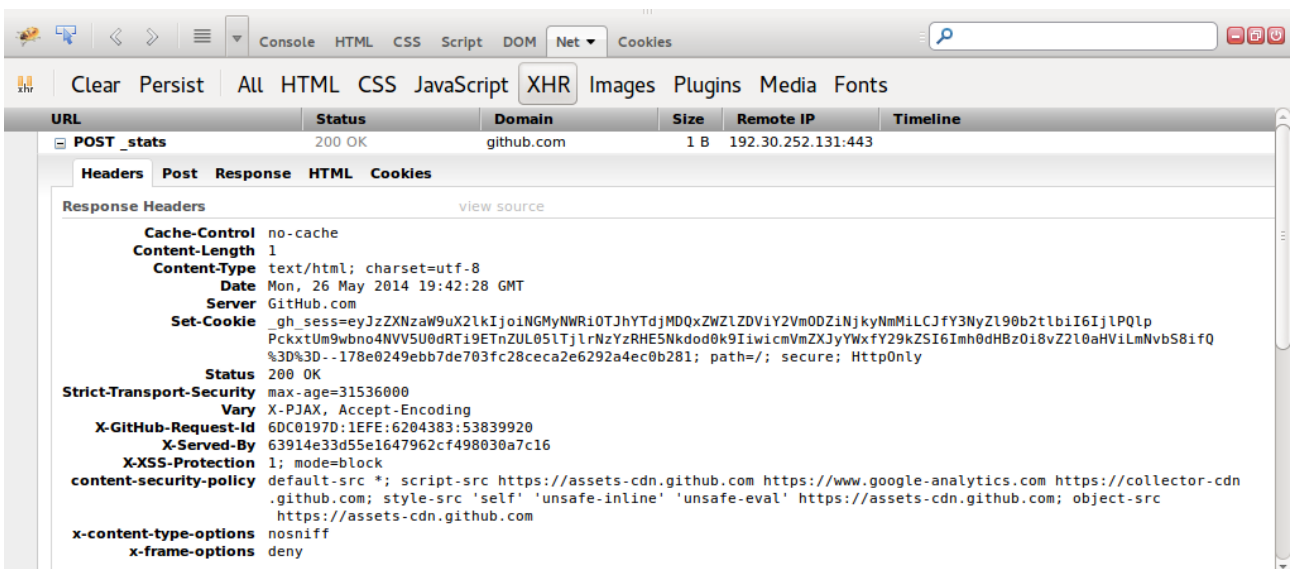 Console HTML CSS Script DOM Net Cookies
xhr Clear Persist All HTML CSS JavaScript XHR Images Plugins Media Fonts
URL Status Domain Size Remote IP Timeline
POST _stats 200 OK github.com 1 B 192.30.252.131:443
Headers Post Response HTML Cookies
Response Headers view source
Cache-Control no-cache
Content-Length 1
Content-Type text/html; charset=utf-8
Date Mon, 26 May 2014 19:42:28 GMT
Server GitHub.com
Set-Cookie _gh_sess=eyJzZXNzaW9uX2lkIjoiNGMyNWRiOTJhYTdjMDQxZWZlZDViY2VmODZiNjkyNmMiLCJfY3NyZl90b2tlbiI6IjlPQlp
PckxtUm9wbno4NVV5U0dRTi9ETnZUL05lTjlrNzYzRHE5Nkdod0k9IiwicmVmZXJyYWxfY29kZSI6Imh0dHBzOi8vZ2l0aHViLmNvbS8ifQ
%3D%3D--178e0249ebb7de703fc28ceca2e6292a4ec0b281; path=/; secure; HttpOnly
Status 200 OK
Strict-Transport-Security max-age=31536000
Vary X-PJAX, Accept-Encoding
X-GitHub-Request-Id 6DC0197D:1EFE:6204383:53839920
X-Served-By 63914e33d55e1647962cf498030a7c16
X-XSS-Protection 1; mode=block
content-security-policy default-src *; script-src https://assets-cdn.github.com https://www.google-analytics.com https://collector-cdn
.github.com; style-src 'self' 'unsafe-inline' 'unsafe-eval' https://assets-cdn.github.com; object-src
https://assets-cdn.github.com
x-content-type-options nosniff
x-frame-options deny